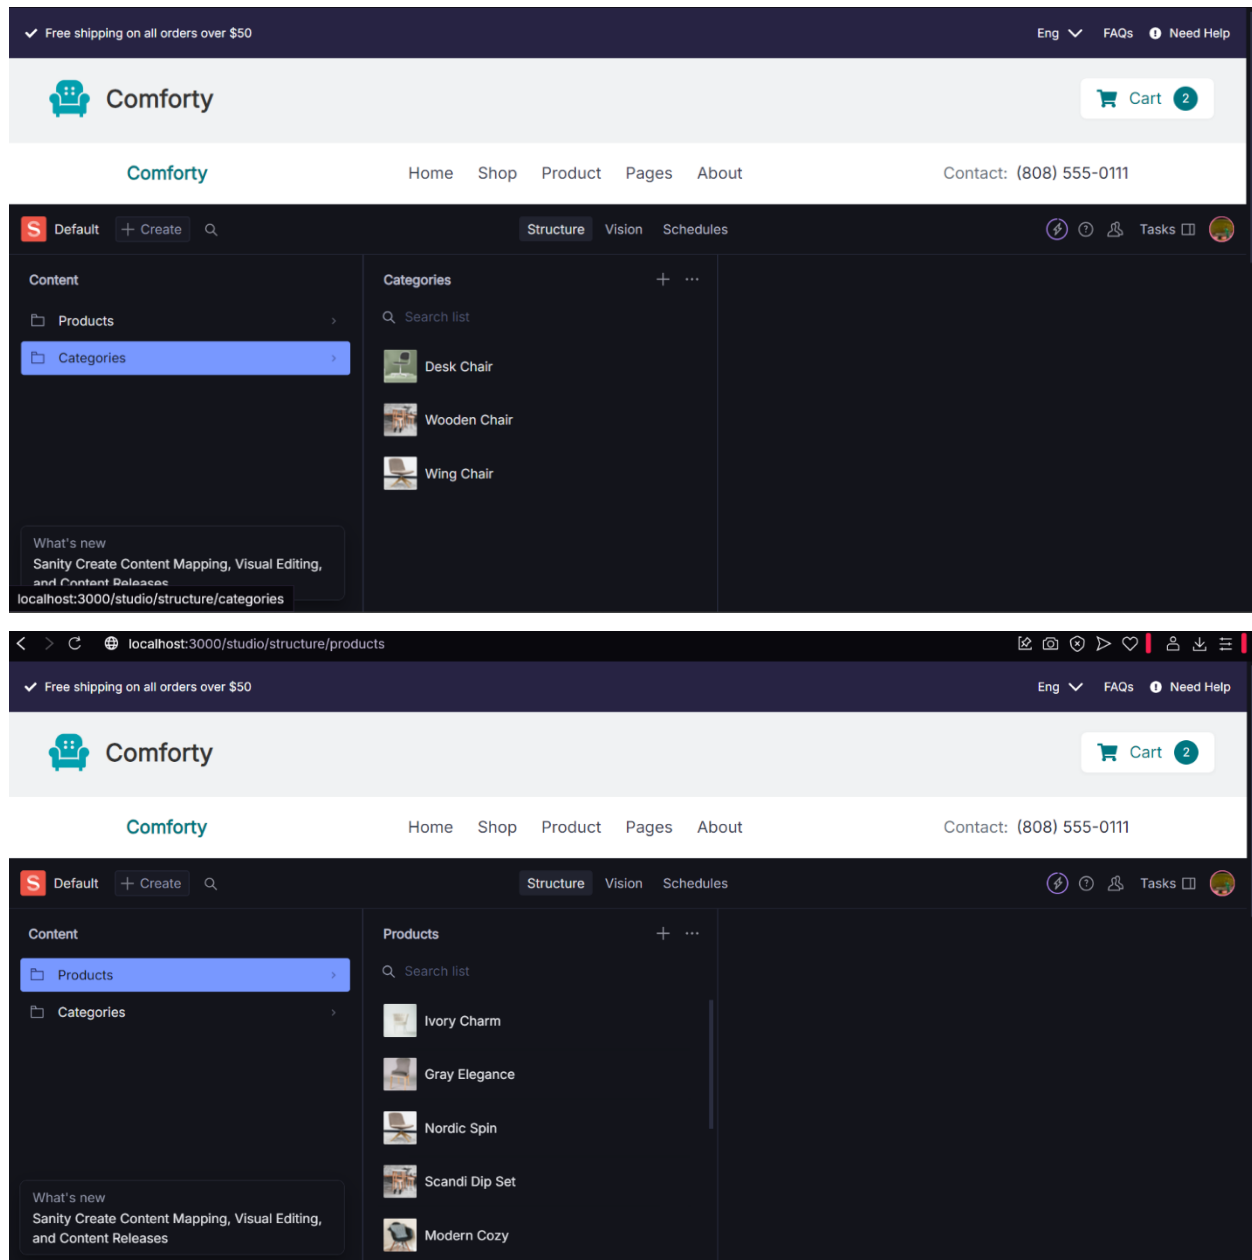 Free shipping on all orders over $50
Eng FAQs Need Help
Comforty
Cart 2
Comforty Home Shop Product Pages About Contact: (808) 555-0111
S Default + Create Structure Vision Schedules Tasks
Content
Products
Categories
Categories
Search list
Desk Chair
Wooden Chair
Wing Chair
What's new
Sanity Create Content Mapping, Visual Editing,
and Content Releases
localhost:3000/studio/structure/categories
localhost:3000/studio/structure/products
Free shipping on all orders over $50
Eng FAQs Need Help
Comforty
Cart 2
Comforty Home Shop Product Pages About Contact: (808) 555-0111
S Default + Create Structure Vision Schedules Tasks
Content
Products
Categories
Products
Search list
Ivory Charm
Gray Elegance
Nordic Spin
Scandi Dip Set
Modern Cozy
What's new
Sanity Create Content Mapping, Visual Editing,
and Content Releases